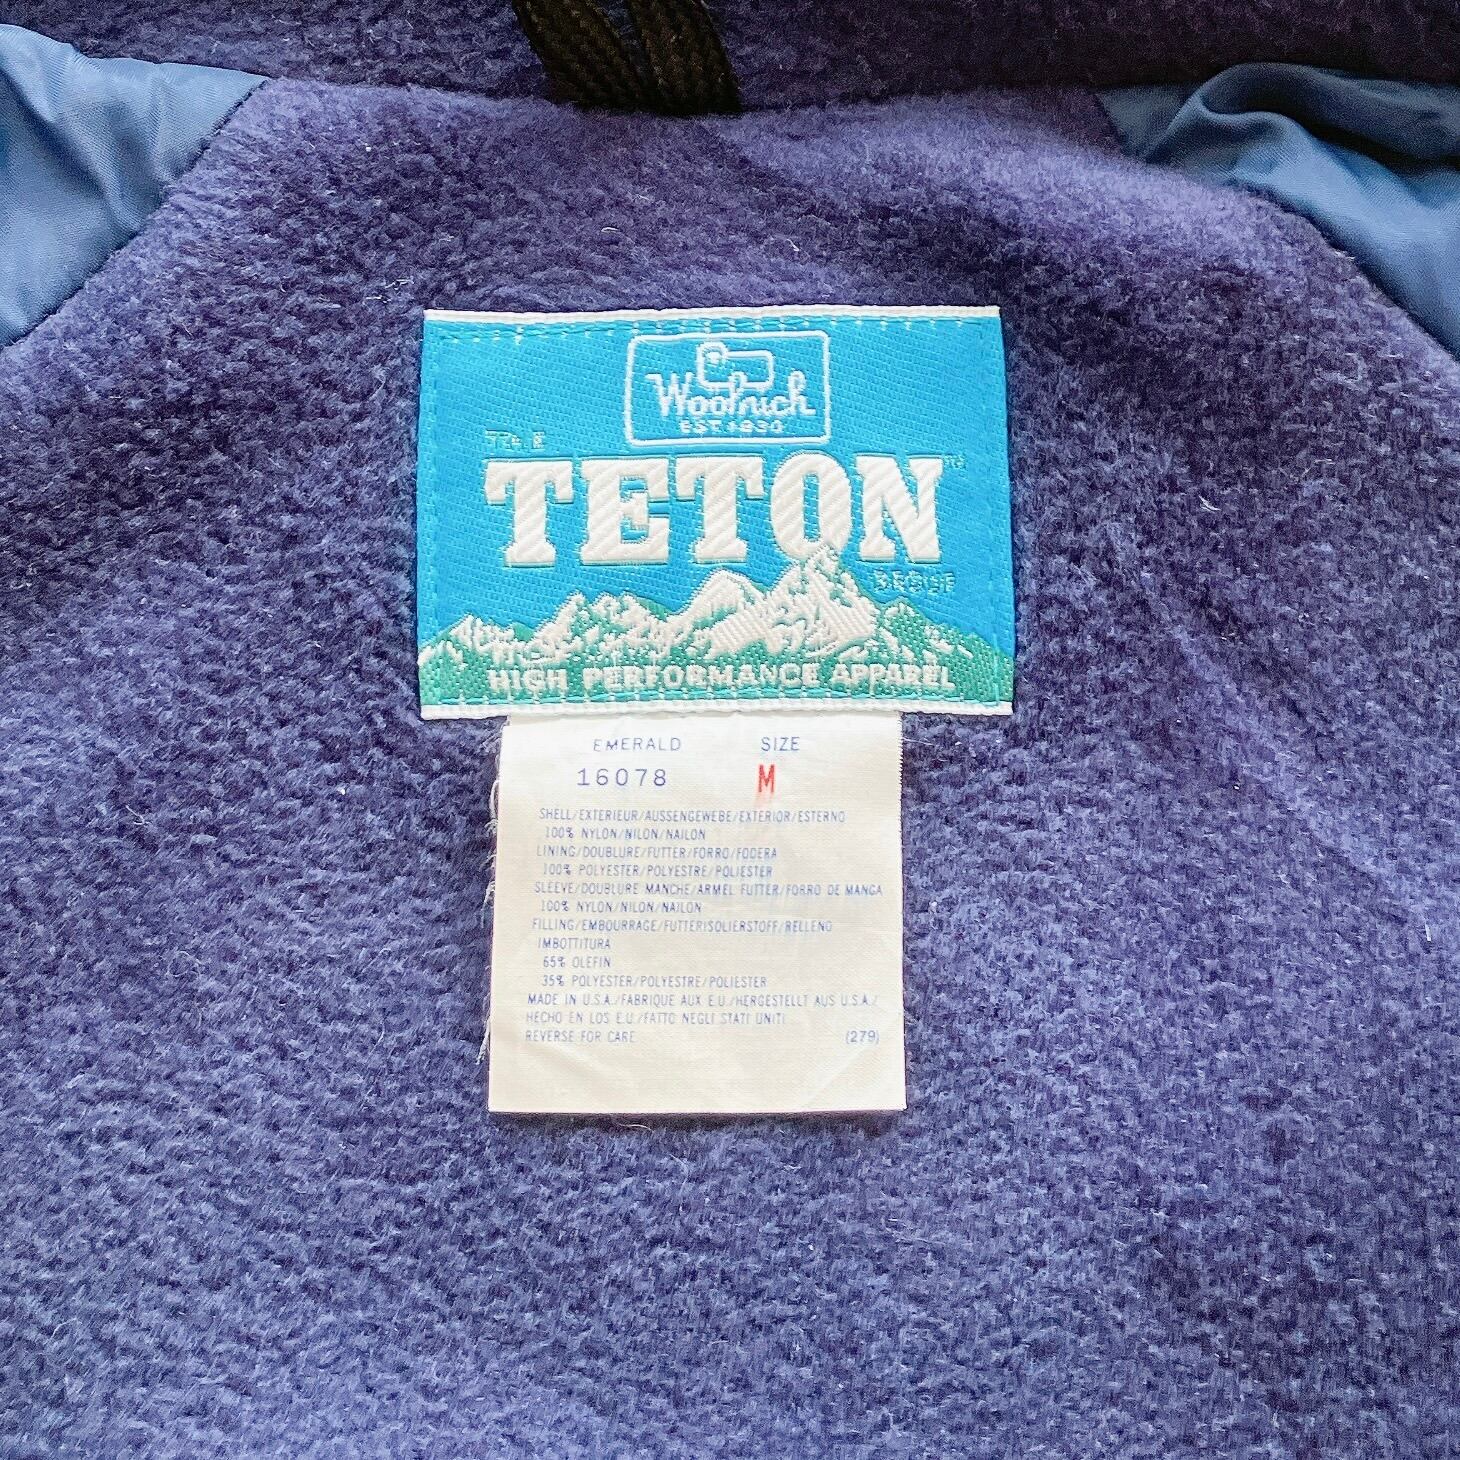 Woolrich
EST. 1830
THE
TETON
GROUP
HIGH PERFORMANCE APPAREL
EMERALD SIZE
16078 M
SHELL/EXTERIEUR/AUSSENGEWEBE/EXTERIOR/ESTERNO
100% NYLON/NILON/NAILON
LINING/DOUBLURE/FUTTER/FORRO/FODERA
100% POLYESTER/POLYESTRE/POLIESTER
SLEEVE/DOUBLURE MANCHE/ARMEL FUTTER/FORRO DE MANGA
100% NYLON/NILON/NAILON
FILLING/EMBOURRAGE/FUTTERISOLIERSTOFF/RELLENO
IMBOTTITURA
65% OLEFIN
35% POLYESTER/POLYESTRE/POLIESTER
MADE IN U.S.A./FABRIQUE AUX E.U./HERGESTELLT AUS U.S.A./
HECHO EN LOS E.U./FATTO NEGLI STATI UNITI
REVERSE FOR CARE (279)